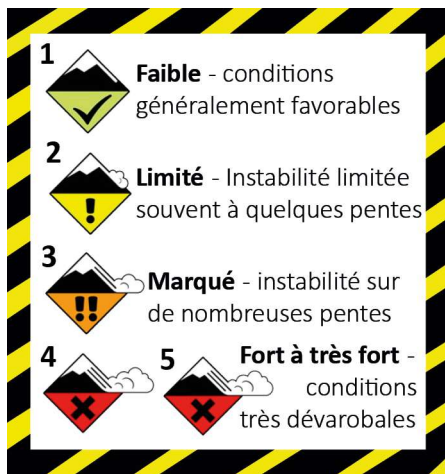 1
Faible - conditions
généralement favorables
2
Limité - Instabilité limitée
souvent à quelques pentes
3
Marqué - instabilité sur
de nombreuses pentes
4 5 Fort à très fort -
conditions
très dévarobales